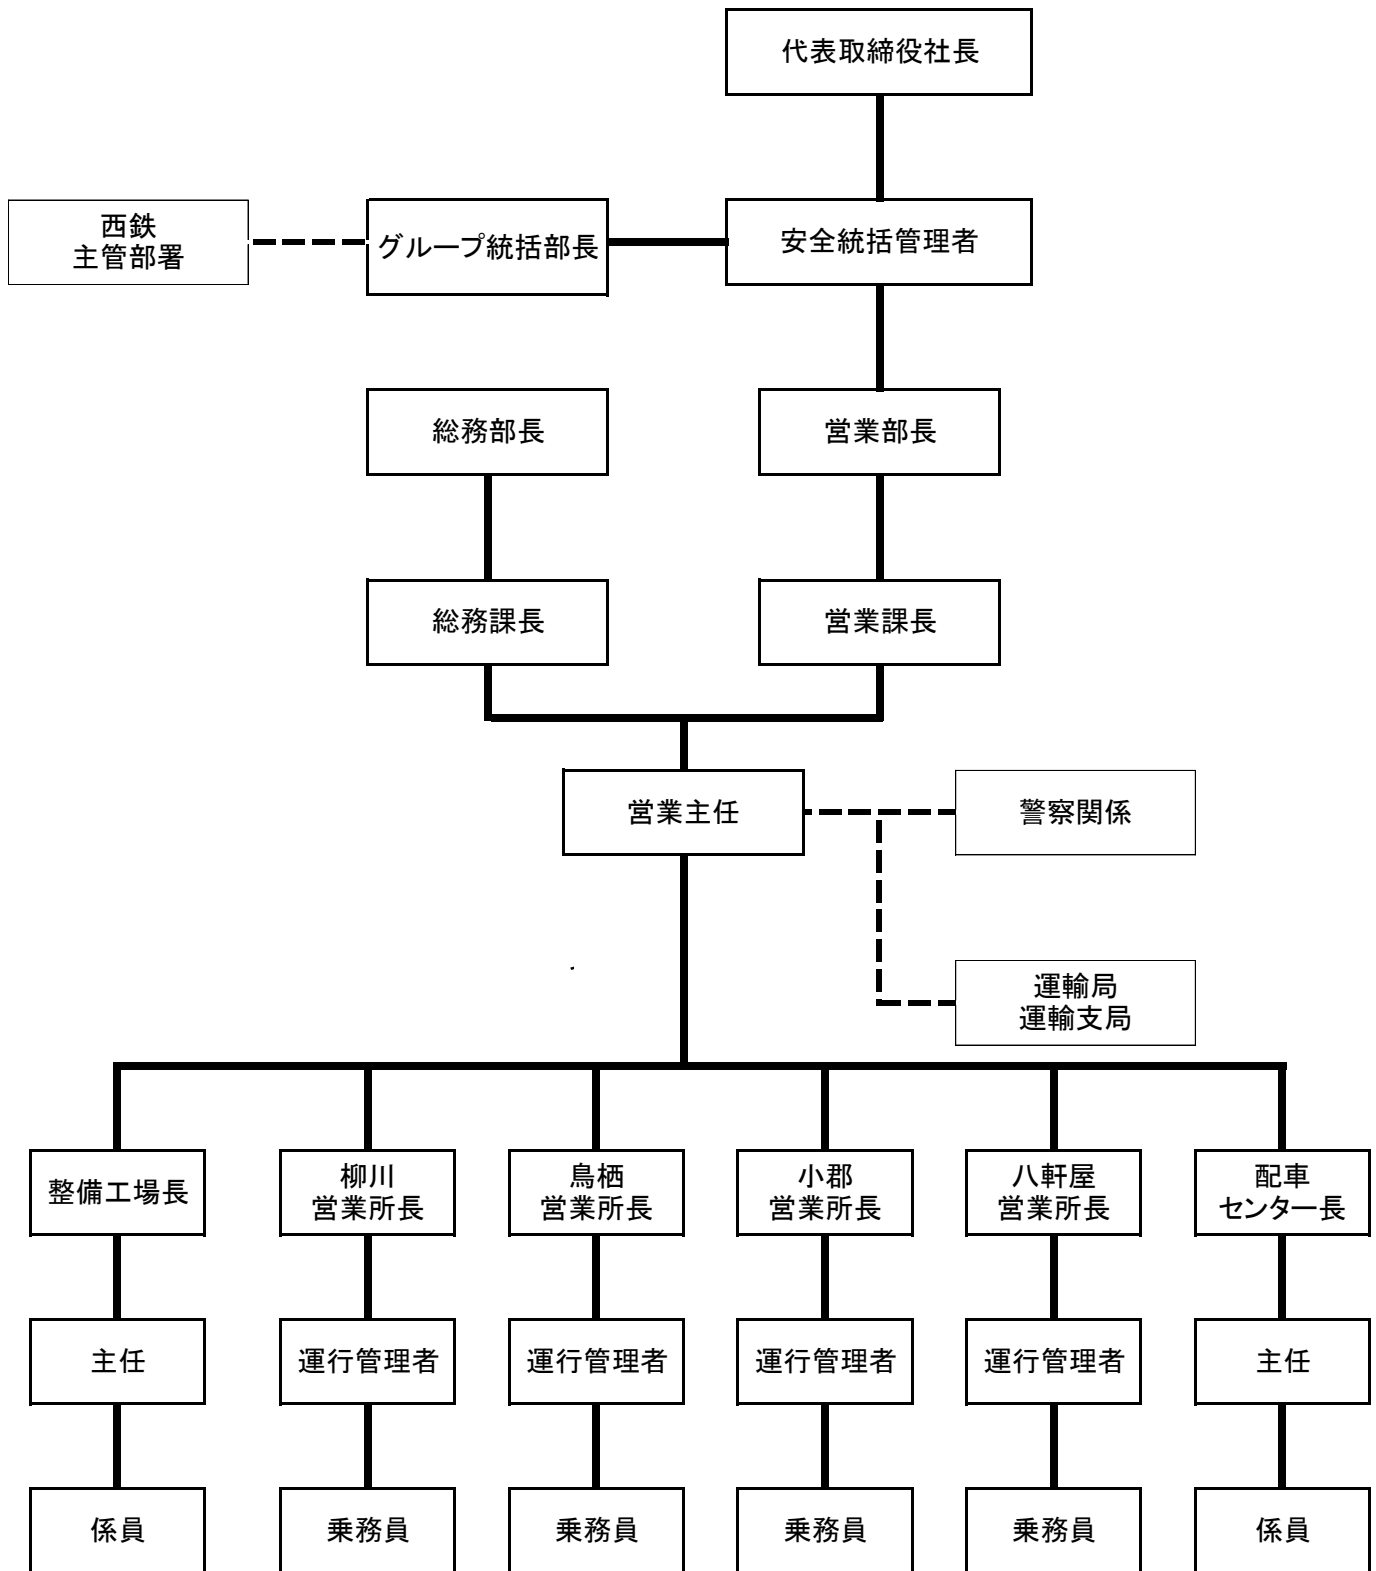 代表取締役社長
西鉄
主管部署
グループ統括部長
安全統括管理者
総務部長
営業部長
総務課長
営業課長
営業主任
警察関係
運輸局
運輸支局
整備工場長
柳川
営業所長
鳥栖
営業所長
小郡
営業所長
八軒屋
営業所長
配車
センター長
主任
運行管理者
運行管理者
運行管理者
運行管理者
主任
係員
乗務員
乗務員
乗務員
乗務員
係員